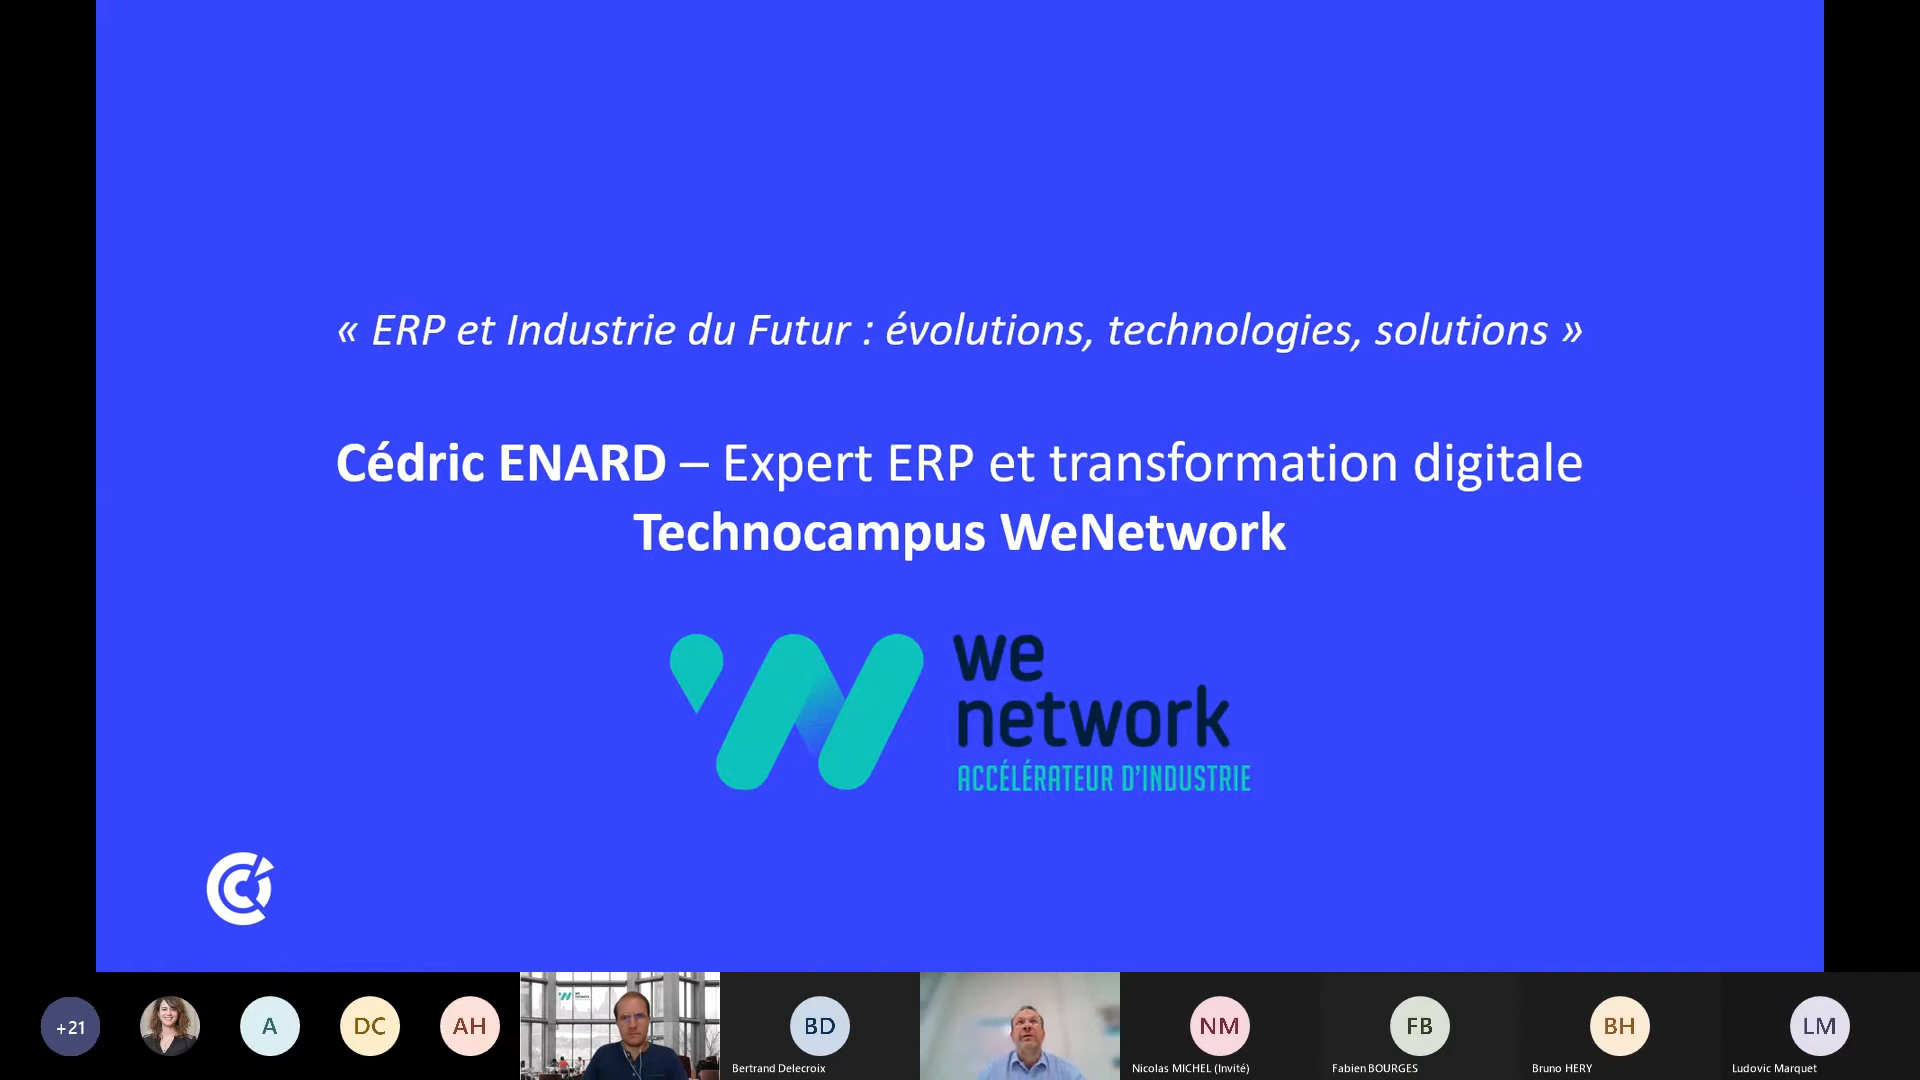 « ERP et Industrie du Futur : évolutions, technologies, solutions »
Cédric ENARD – Expert ERP et transformation digitale
Technocampus WeNetwork
we
network
ACCÉLÉRATEUR D'INDUSTRIE
+21
A
DC
AH
BD
Bertrand Delecroix
NM
Nicolas MICHEL (Invité)
FB
Fabien BOURGES
BH
Bruno HERY
LM
Ludovic Marquet